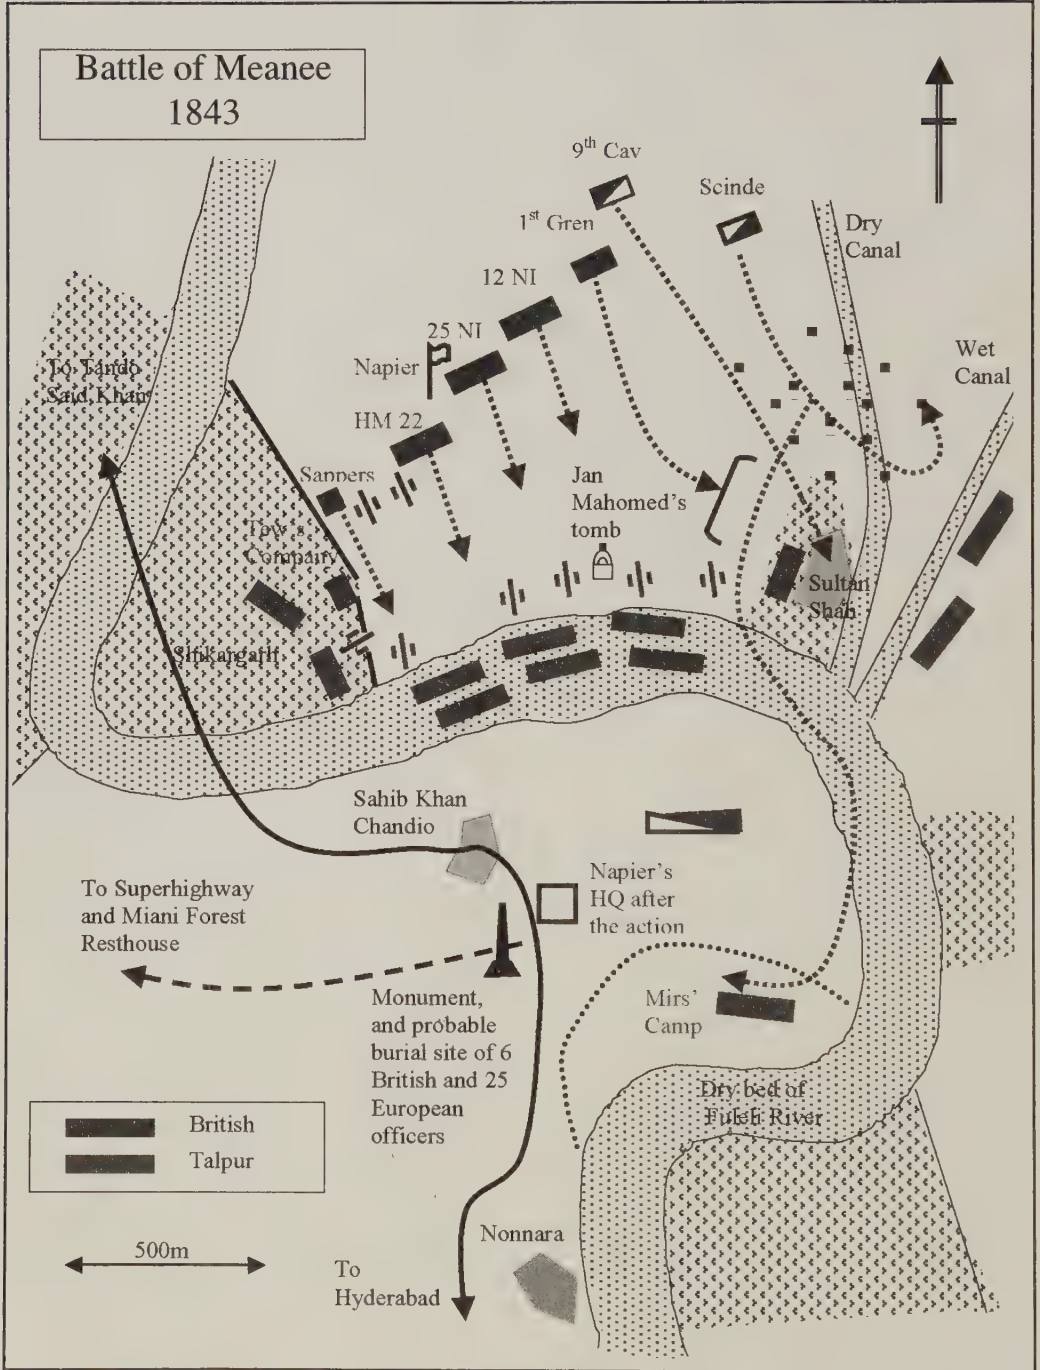 Battle of Meanee
1843
9th Cav
Scinde
1st Gren
Dry
Canal
12 NI
25 NI
Wet
Canal
Napier
To Tando
Said Khan
HM 22
Sappers
Jan
Mahomed's
tomb
Tew's
Company
Sultan
Shah
Shikargarh
Sahib Khan
Chandio
To Superhighway
and Miani Forest
Resthouse
Napier's
HQ after
the action
Monument,
and probable
burial site of 6
British and 25
European
officers
Mirs'
Camp
Dry bed of
Fuleli River
British
Talpur
500m
Nonnara
To
Hyderabad